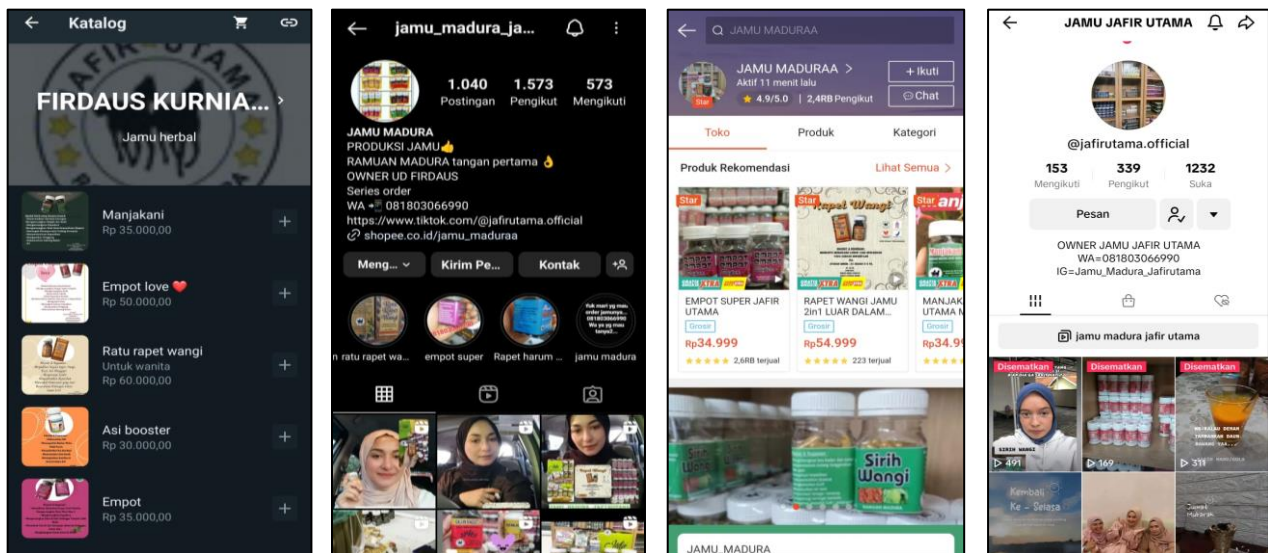 Katalog
JAFIR UTAMA
FIRDAUS KURNIA...
Jamu herbal
Manjakani
Rp 35.000,00
Empot love ❤️
Rp 50.000,00
Ratu rapet wangi
Untuk wanita
Rp 60.000,00
Asi booster
Rp 30.000,00
Empot
Rp 35.000,00
jamu_madura_ja...
1.040 1.573 573
Postingan Pengikut Mengikuti
JAMU MADURA
PRODUKSI JAMU👍
RAMUAN MADURA tangan pertama 👌
OWNER UD FIRDAUS
Series order
WA 📲 081803066990
https://www.tiktok.com/@jafirutama.official
shopee.co.id/jamu_maduraa
Meng... Kirim Pe... Kontak
n ratu rapet wa... empot super Rapet harum ... jamu madura
JAMU MADURAA
JAMU MADURAA >
Aktif 11 menit lalu
4.9/5.0 | 2,4RB Pengikut
+ Ikuti
Chat
Star
Toko Produk Kategori
Produk Rekomendasi Lihat Semua >
Star Star Star
Rapet Wangi
EMPOT SUPER JAFIR UTAMA
Grosir
Rp34.999
2,6RB terjual
RAPET WANGI JAMU 2in1 LUAR DALAM...
Grosir
Rp54.999
223 terjual
MANJAK
UTAMA M
Grosir
Rp34.99
Sirih
Wangi
JAMU MADURA
JAMU JAFIR UTAMA
@jafirutama.official
153 339 1232
Mengikuti Pengikut Suka
Pesan
OWNER JAMU JAFIR UTAMA
WA=081803066990
IG=Jamu_Madura_Jafirutama
jamu madura jafir utama
Disematkan Disematkan Disematkan
SIRIH WANGI
491 169 311
Kembali
Ke - Selasa
Jumat
Mubarak